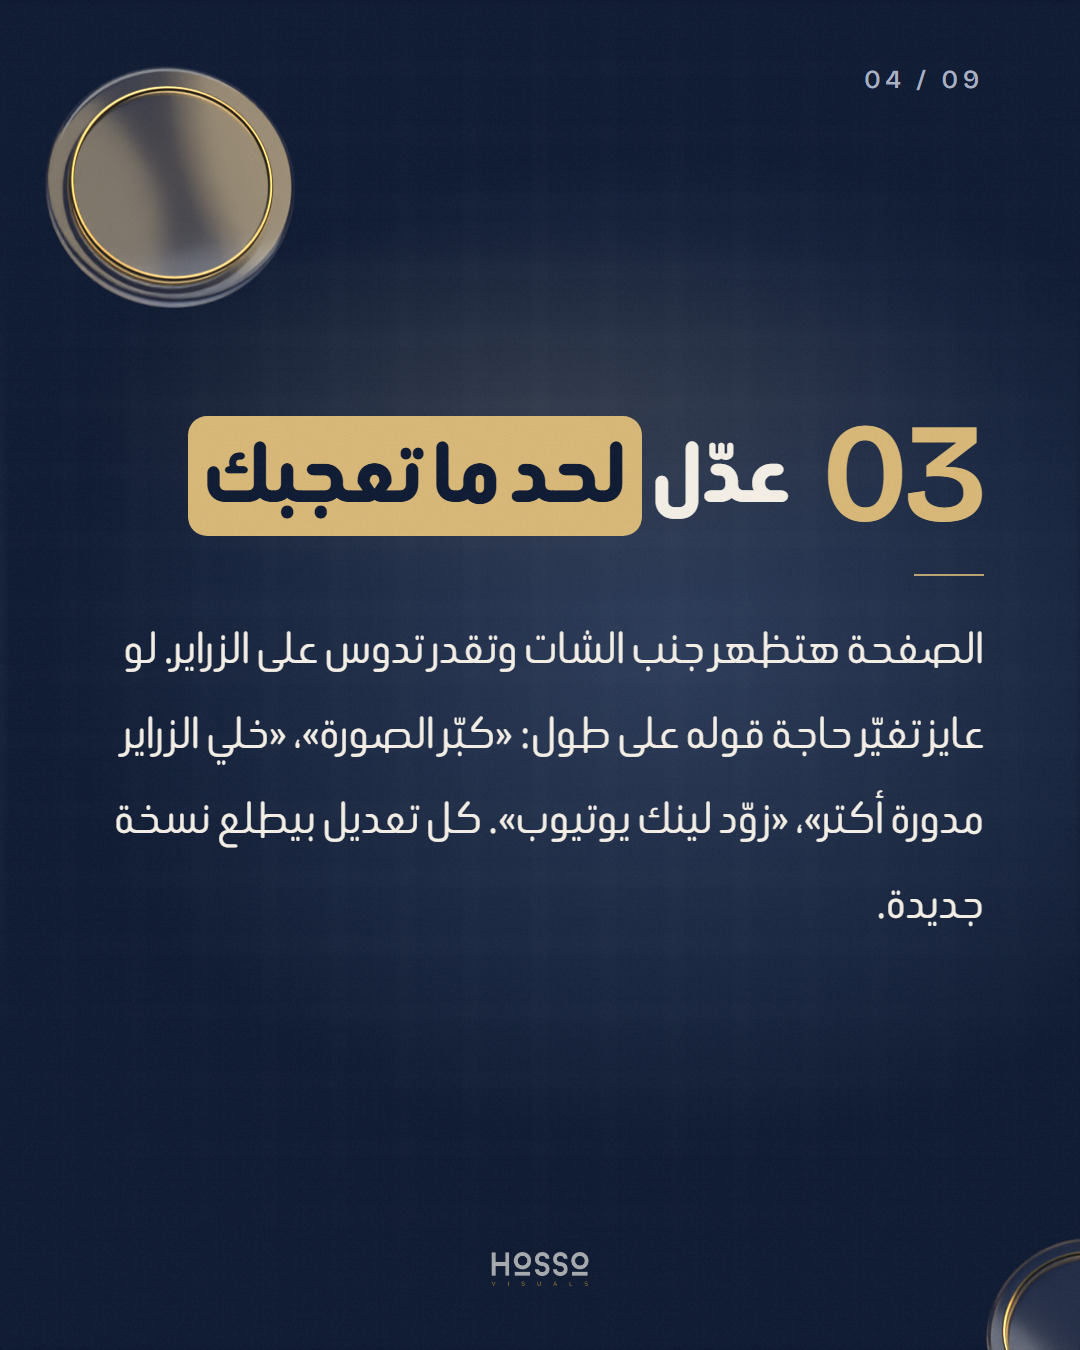 04 / 09
03 عدّل لحد ما تعجبك
الصفحة هتظهر جنب الشات وتقدر تدوس على الزراير. لو
عايز تغيّر حاجة قوله على طول: «كبّر الصورة»، «خلي الزراير
مدورة أكتر»، «زوّد لينك يوتيوب». كل تعديل بيطلع نسخة
جديدة.
HOSSO
VISUALS